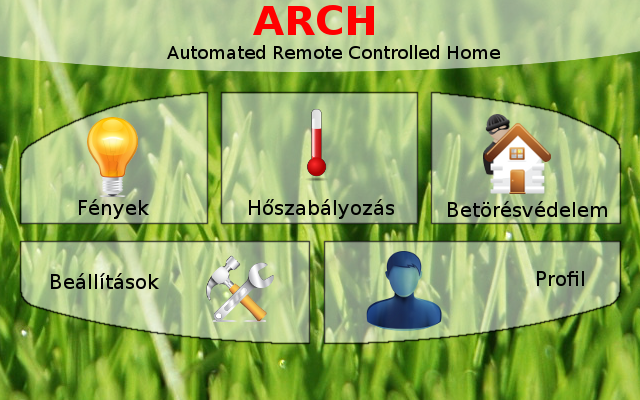 ARCH
Automated Remote Controlled Home
Fények
Hőszabályozás
Betörésvédelem
Beállítások
Profil